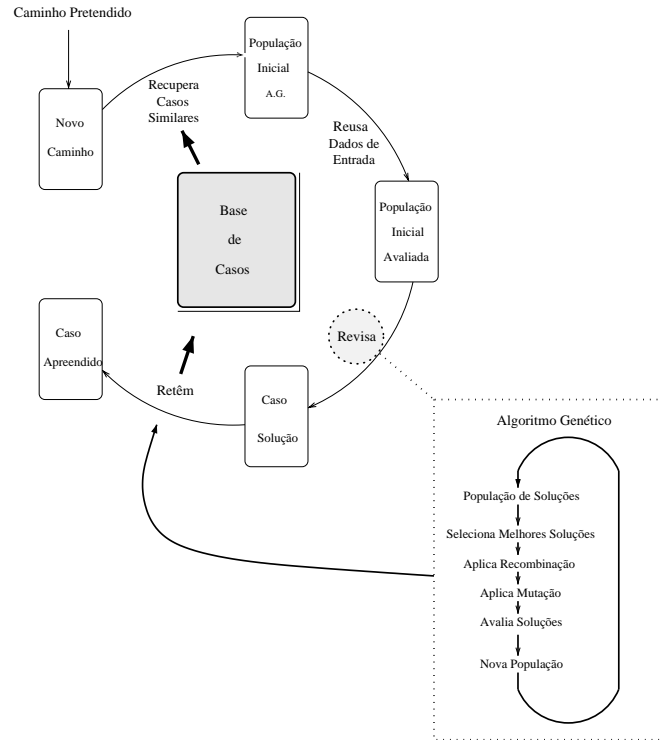 Caminho Pretendido
Novo
Caminho
Recupera
Casos
Similares
População
Inicial
A.G.
Reusa
Dados de
Entrada
População
Inicial
Avaliada
Base
de
Casos
Revisa
Caso
Solução
Retêm
Caso
Apreendido
Algoritmo Genético
População de Soluções
Seleciona Melhores Soluções
Aplica Recombinação
Aplica Mutação
Avalia Soluções
Nova População